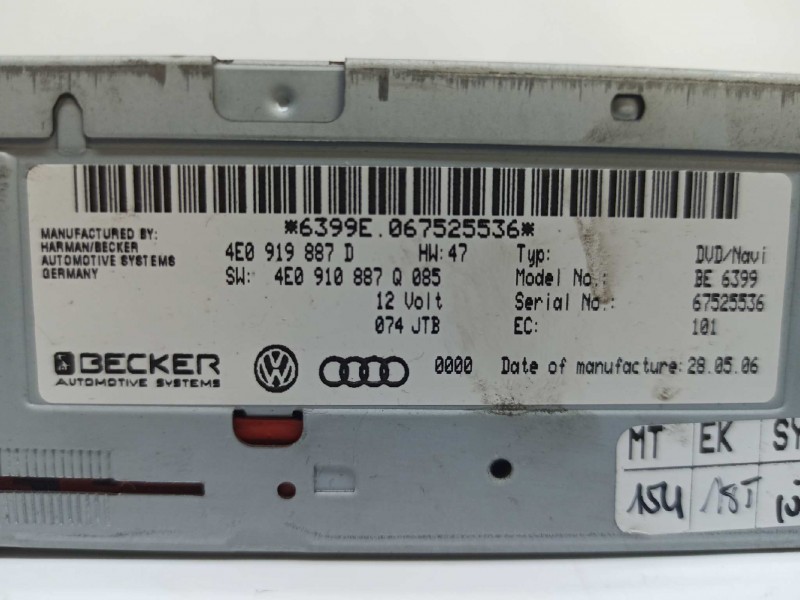 *6399E.067525536*
MANUFACTURED BY:
HARMAN/BECKER
AUTOMOTIVE SYSTEMS
GERMANY
4E0 919 887 D HW: 47
SW: 4E0 910 887 Q 085
12 Volt
074 JTB
Typ: DVD/Navi
Model No.: BE 6399
Serial No.: 67525536
EC: 101
BECKER
AUTOMOTIVE SYSTEMS
VW
0000 Date of manufacture: 28.05.06
MT EK
154 18T